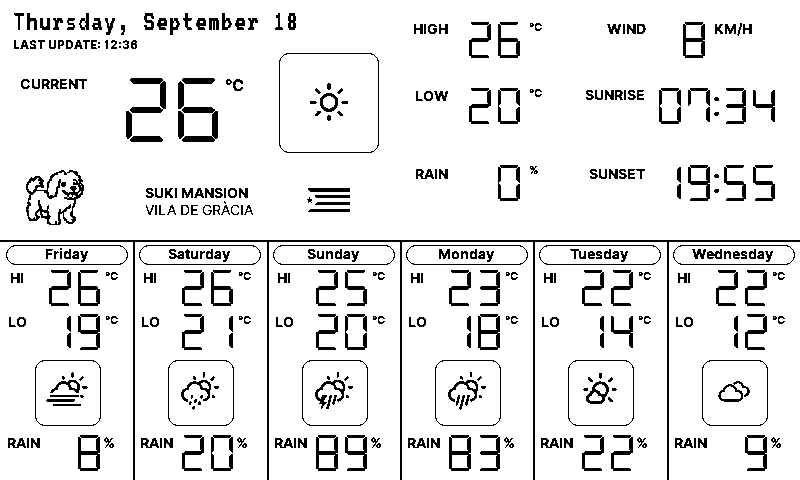 Thursday, September 18
LAST UPDATE: 12:36
CURRENT 26 °C
HIGH 26 °C
LOW 20 °C
RAIN 0 %
WIND 8 KM/H
SUNRISE 07:34
SUNSET 19:55
SUKI MANSION
VILA DE GRÀCIA
Friday
HI 26 °C
LO 19 °C
RAIN 8 %
Saturday
HI 26 °C
LO 21 °C
RAIN 20 %
Sunday
HI 25 °C
LO 20 °C
RAIN 89 %
Monday
HI 23 °C
LO 18 °C
RAIN 83 %
Tuesday
HI 22 °C
LO 14 °C
RAIN 22 %
Wednesday
HI 22 °C
LO 12 °C
RAIN 9 %